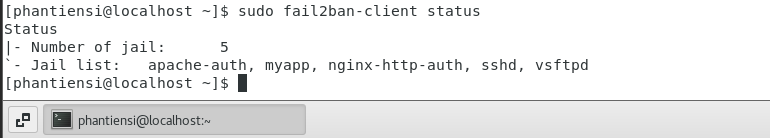 [phantiensi@localhost ~]$ sudo fail2ban-client status
Status
|- Number of jail:      5
`- Jail list:   apache-auth, myapp, nginx-http-auth, sshd, vsftpd
[phantiensi@localhost ~]$
phantiensi@localhost:~